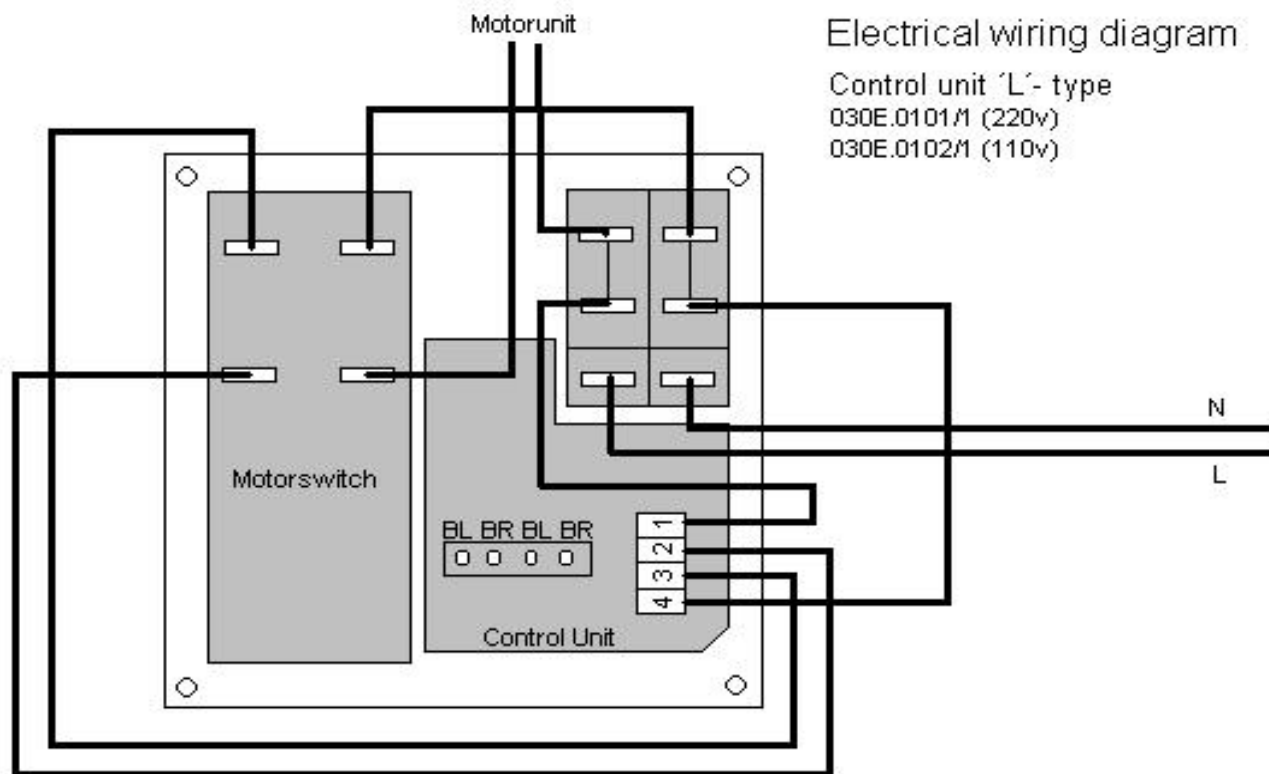 Motorunit
Electrical wiring diagram
Control unit ´L´- type
030E.0101/1 (220v)
030E.0102/1 (110v)
N
L
Motorswitch
BL BR BL BR
1
2
3
4
Control Unit